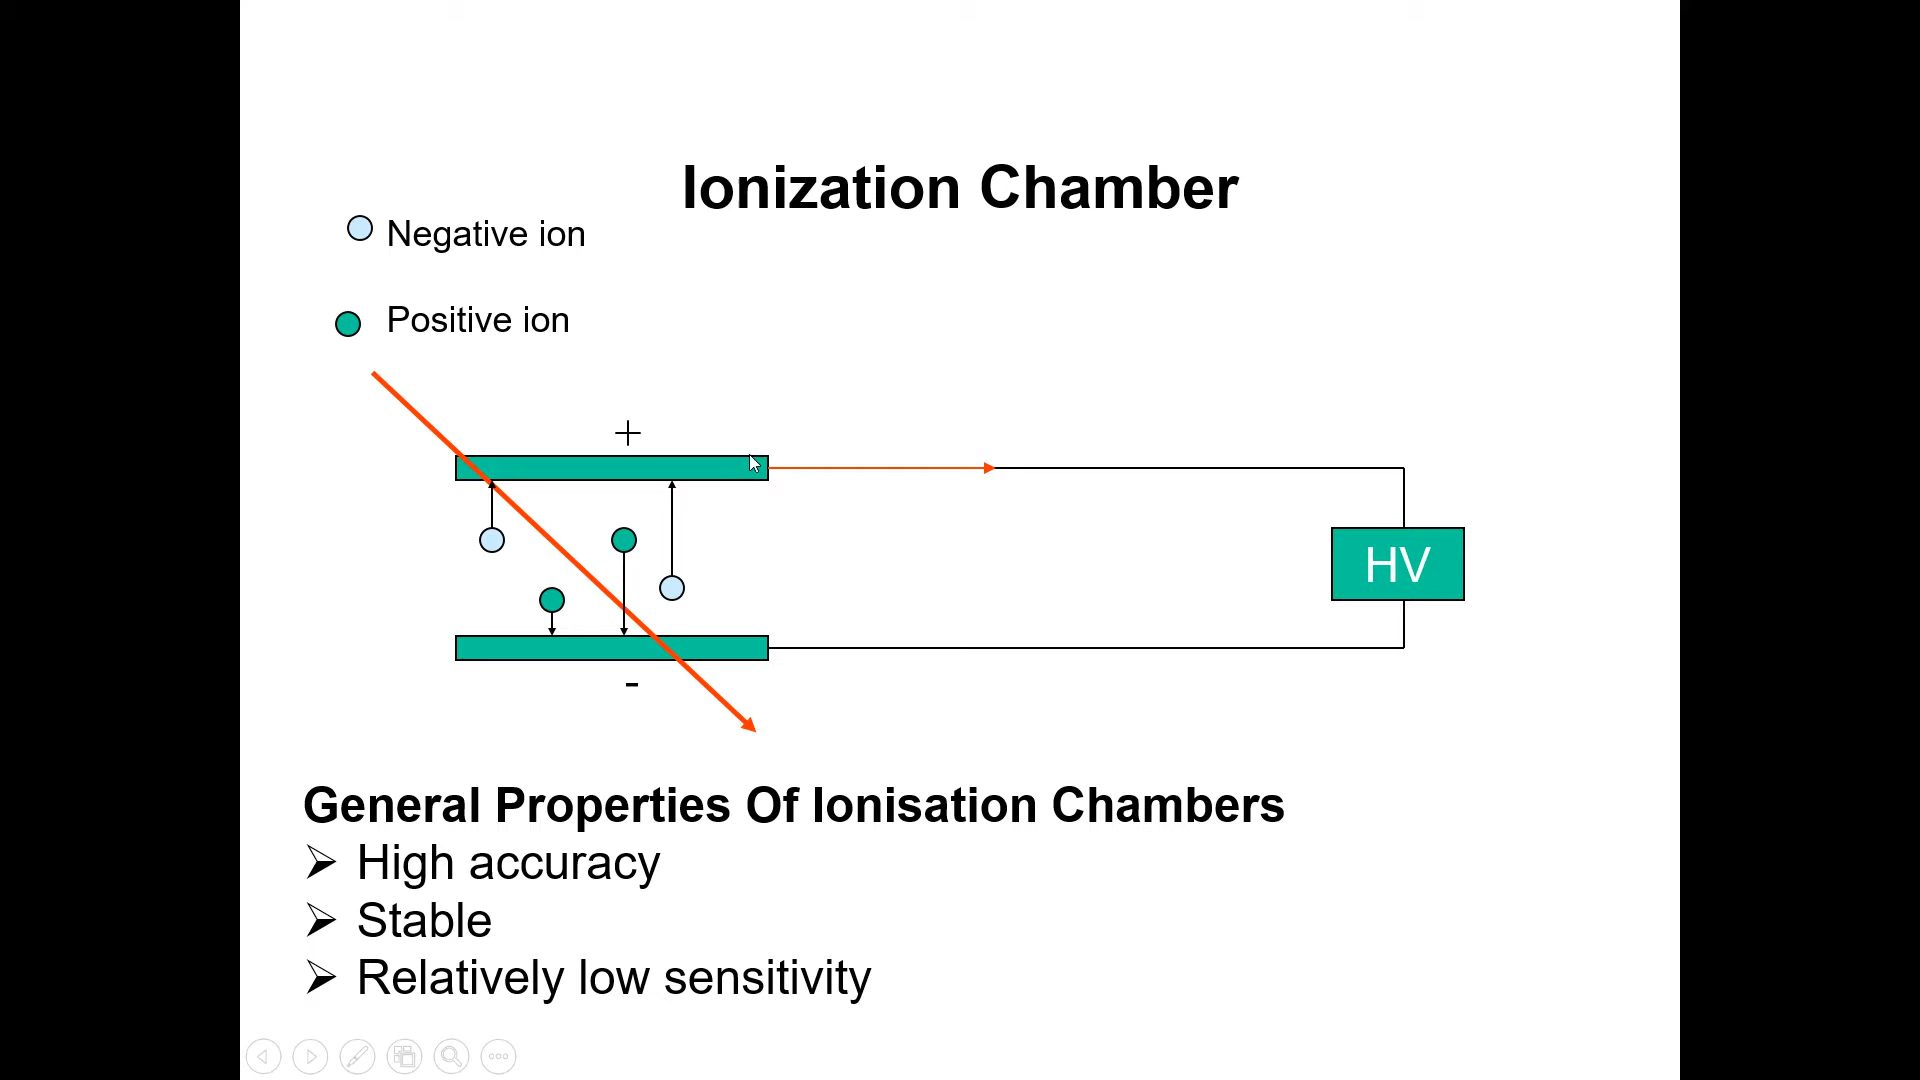 Ionization Chamber
Negative ion
Positive ion
+
HV
-
General Properties Of Ionisation Chambers
➢ High accuracy
➢ Stable
➢ Relatively low sensitivity